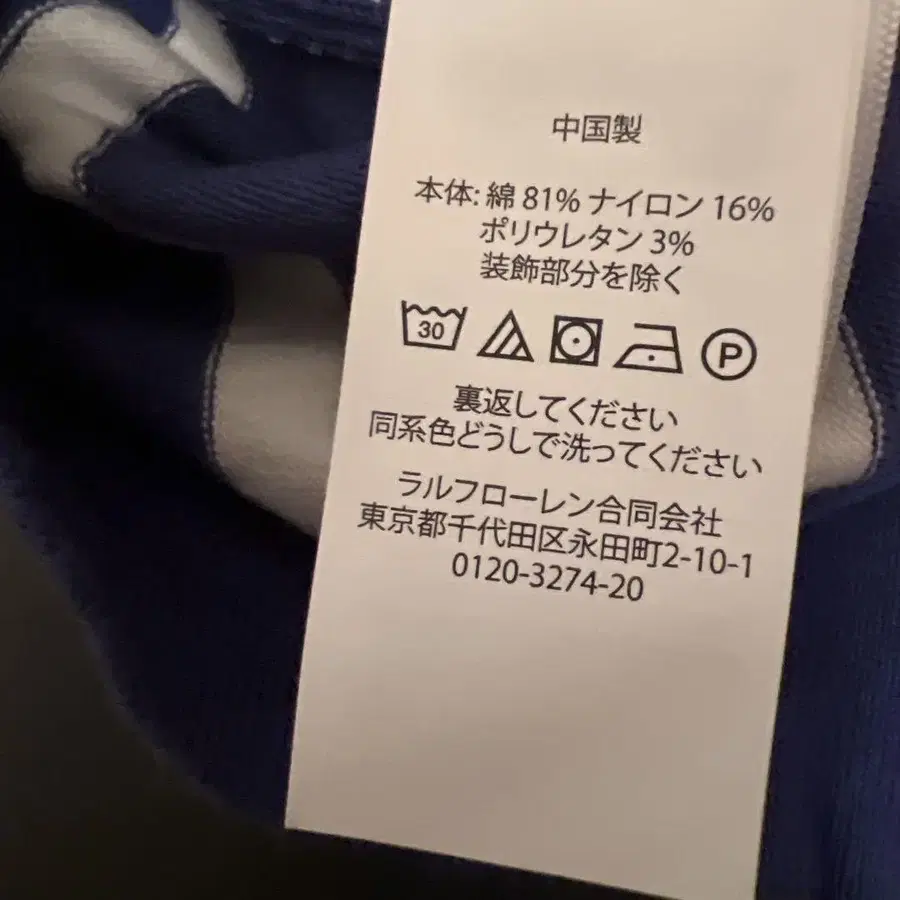 中国製
本体: 綿 81% ナイロン 16%
ポリウレタン 3%
装飾部分を除く
30 P
裏返してください
同系色どうしで洗ってください
ラルフローレン合同会社
東京都千代田区永田町2-10-1
0120-3274-20